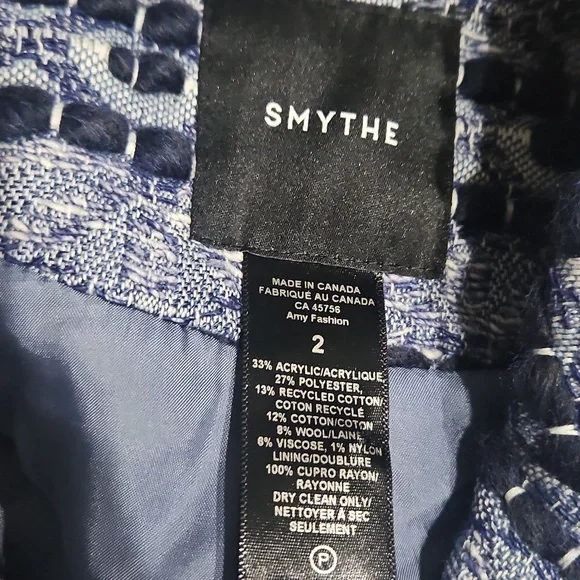 SMYTHE
MADE IN CANADA
FABRIQUÉ AU CANADA
CA 45756
Amy Fashion
2
33% ACRYLIC/ACRYLIQUE
27% POLYESTER,
13% RECYCLED COTTON/
COTON RECYCLÉ
12% COTTON/COTON
8% WOOL/LAINE
6% VISCOSE, 1% NYLON
LINING/DOUBLURE
100% CUPRO RAYON/
RAYONNE
DRY CLEAN ONLY/
NETTOYER À SEC
SEULEMENT
P